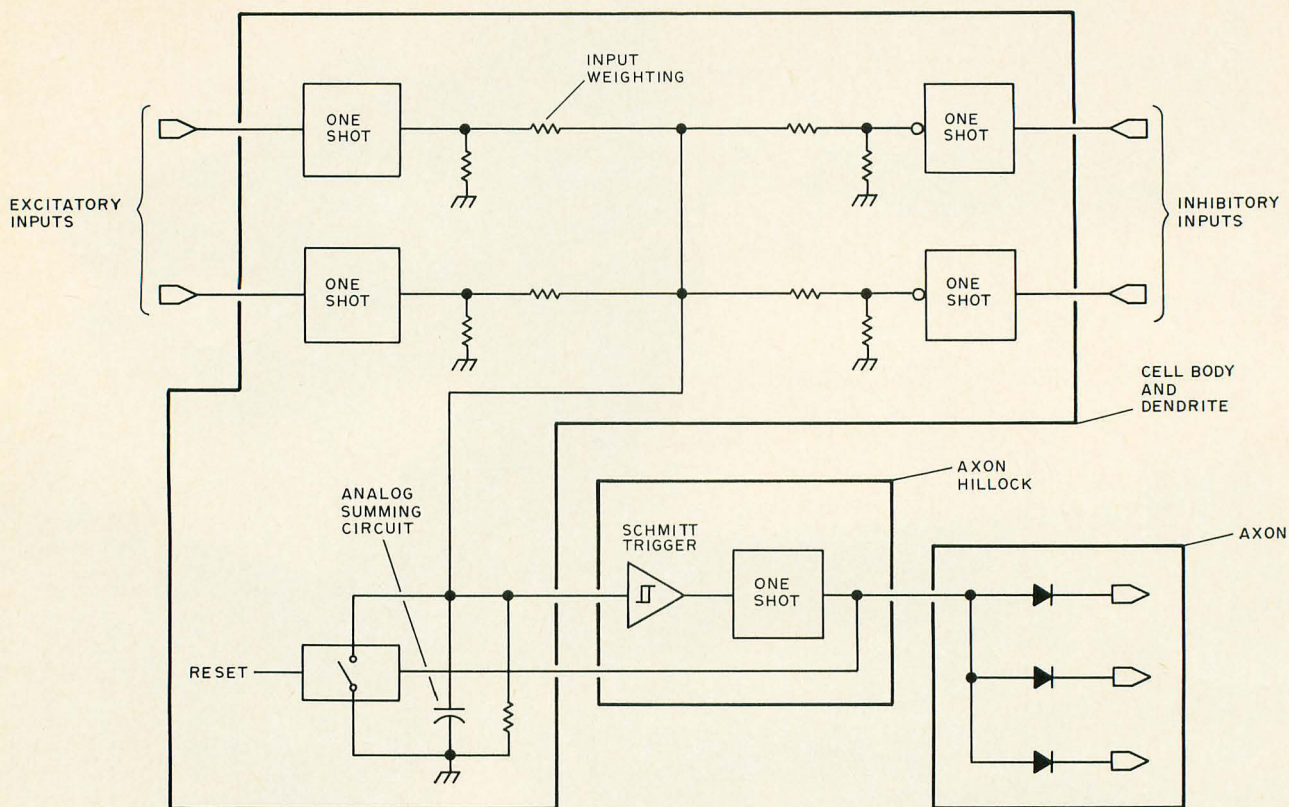 INPUT
WEIGHTING
ONE
SHOT
ONE
SHOT
EXCITATORY
INPUTS
INHIBITORY
INPUTS
ONE
SHOT
ONE
SHOT
CELL BODY
AND
DENDRITE
AXON
HILLOCK
ANALOG
SUMMING
CIRCUIT
SCHMITT
TRIGGER
AXON
ONE
SHOT
RESET